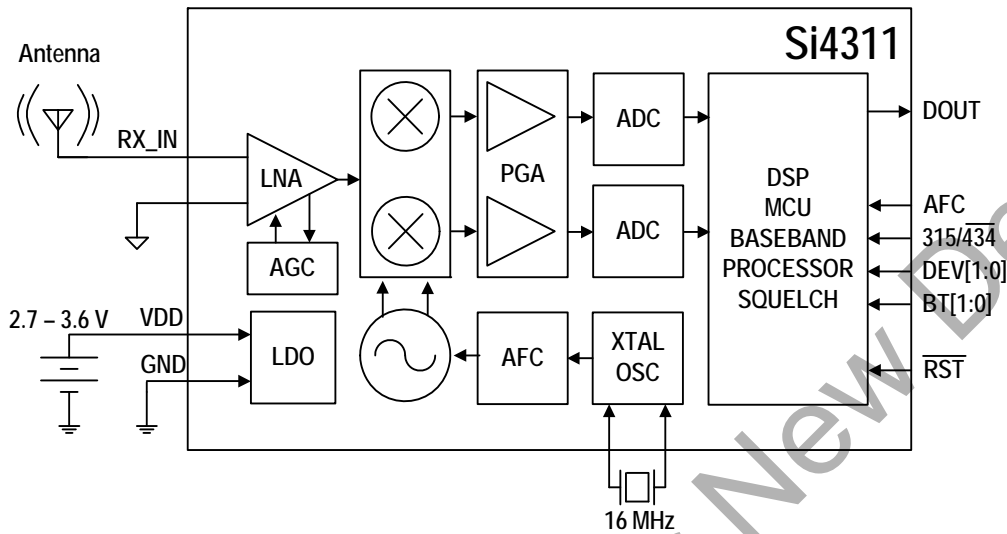 Si4311
Antenna
RX_IN
LNA
AGC
PGA
ADC
ADC
DSP
MCU
BASEBAND
PROCESSOR
SQUELCH
DOUT
AFC
315/434
DEV[1:0]
BT[1:0]
RST
2.7 – 3.6 V
VDD
GND
LDO
AFC
XTAL
OSC
16 MHz
New